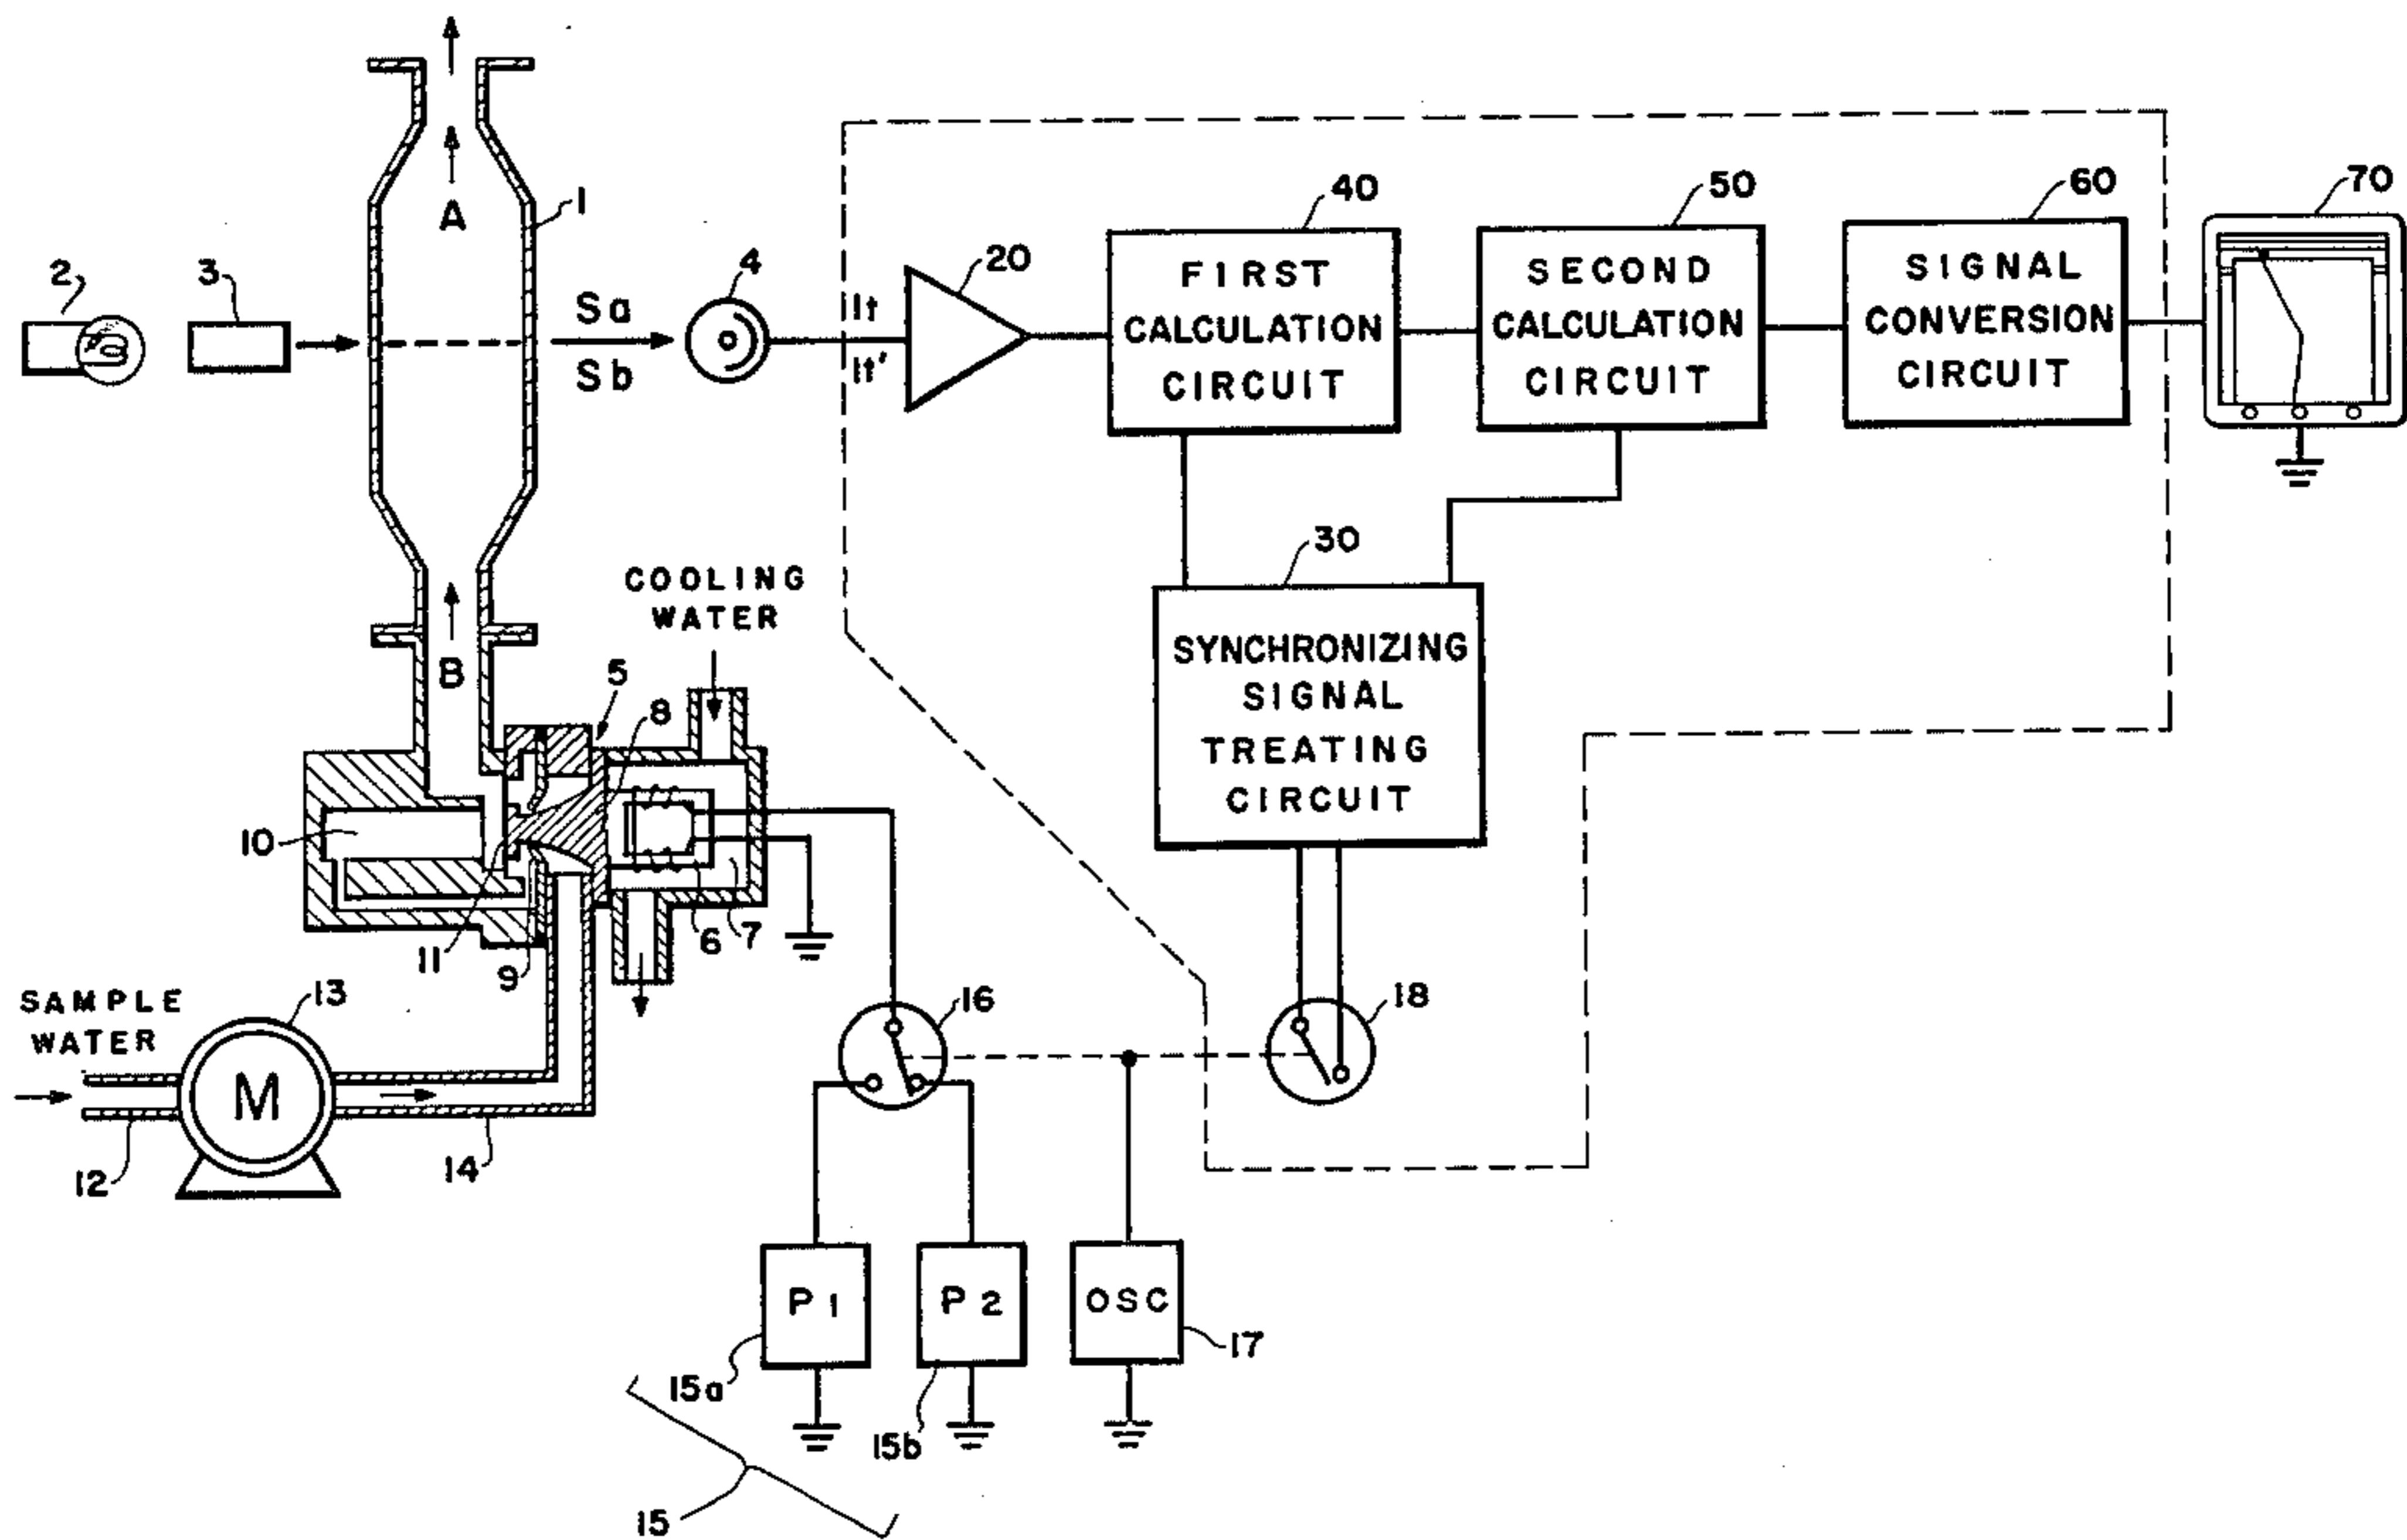 40
50
60
70
A
1
2
3
Sa
Sb
4
It
It'
20
FIRST
CALCULATION
CIRCUIT
SECOND
CALCULATION
CIRCUIT
SIGNAL
CONVERSION
CIRCUIT
30
COOLING
WATER
SYNCHRONIZING
SIGNAL
TREATING
CIRCUIT
B
5
8
10
11
9
6
7
SAMPLE
WATER
13
M
12
14
16
18
P1
P2
OSC
15a
15b
17
15